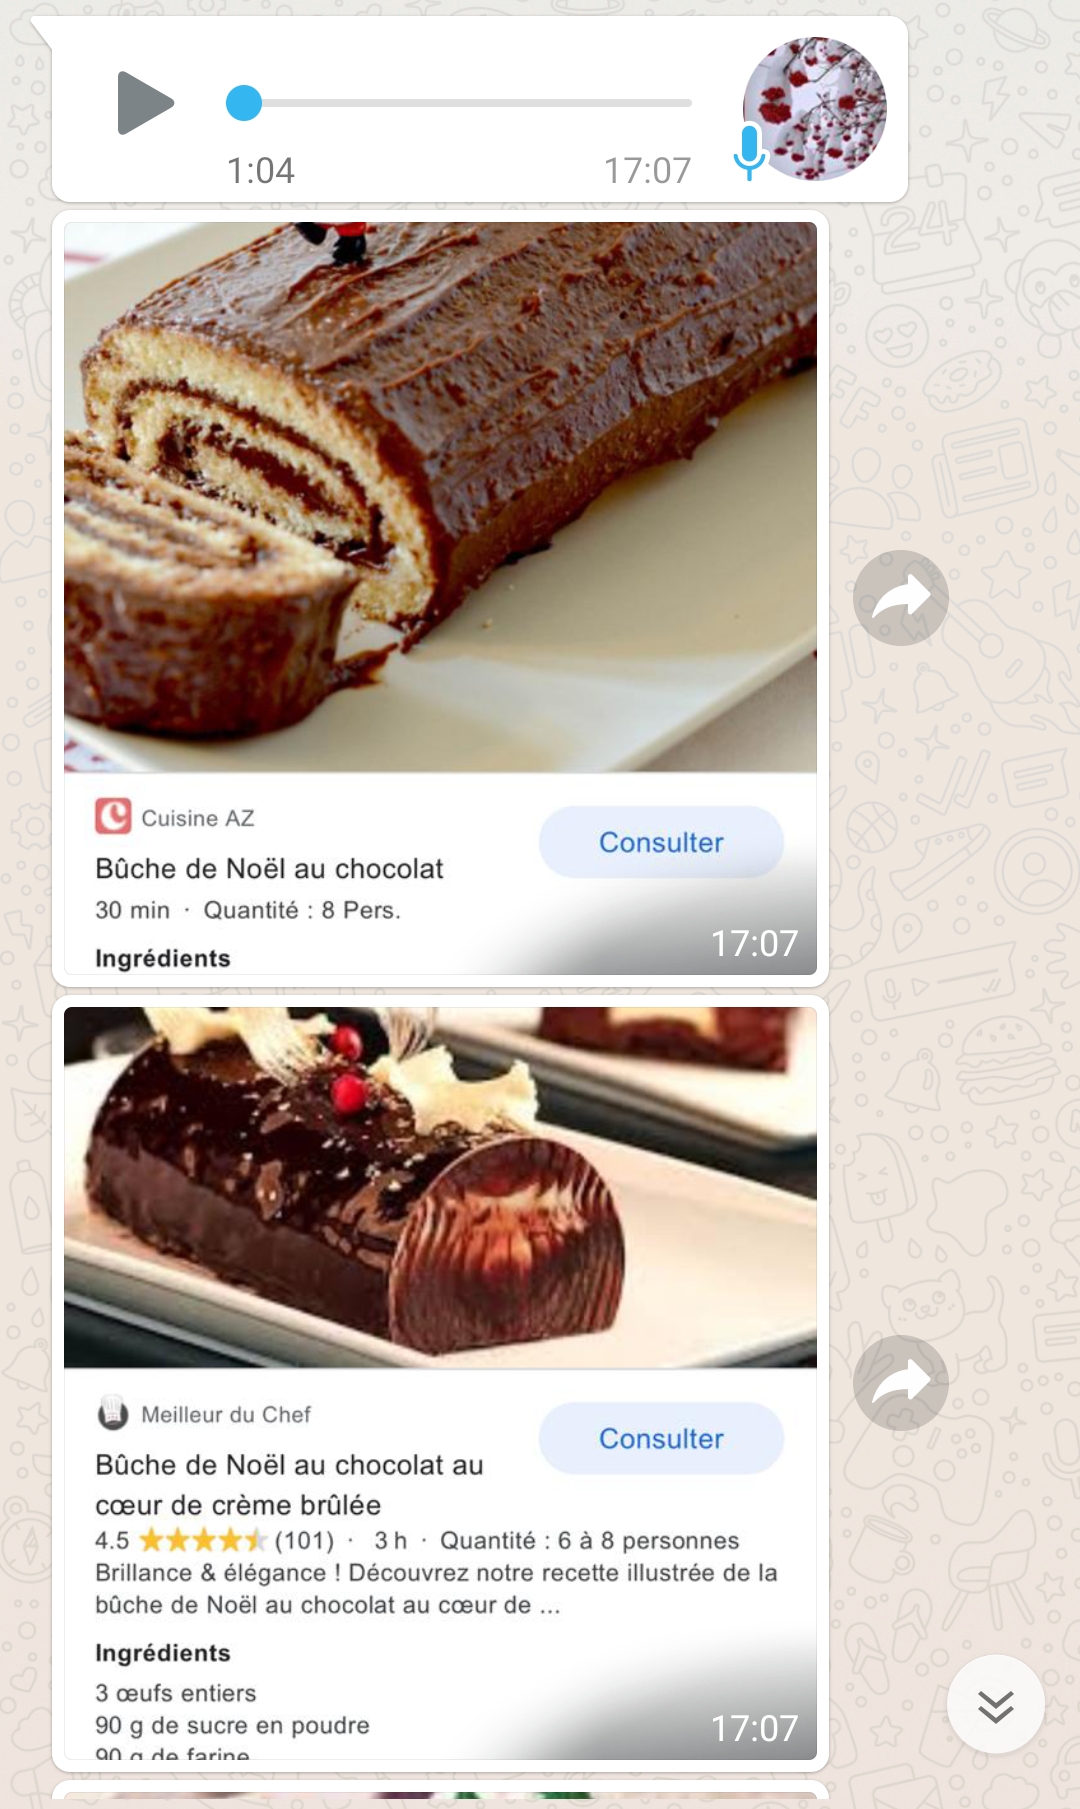 1:04
17:07
Cuisine AZ
Consulter
Bûche de Noël au chocolat
30 min · Quantité : 8 Pers.
Ingrédients
17:07
Meilleur du Chef
Consulter
Bûche de Noël au chocolat au
cœur de crème brûlée
4.5 (101) · 3 h · Quantité : 6 à 8 personnes
Brillance & élégance ! Découvrez notre recette illustrée de la
bûche de Noël au chocolat au cœur de ...
Ingrédients
3 œufs entiers
90 g de sucre en poudre
90 g de farine
17:07